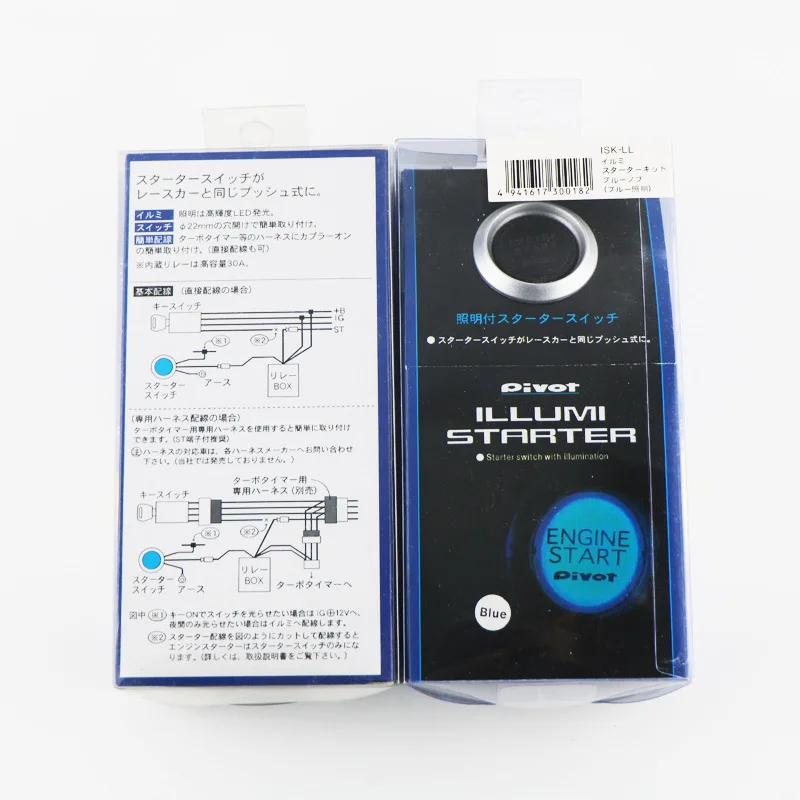 スタータースイッチが
レースカーと同じプッシュ式に。
イルミ 照明は高輝度LED発光。
スイッチ φ22mmの穴開けで簡単取り付け。
簡単配線 ターボタイマー等のハーネスにカプラーオン
の簡単取り付け。(直接配線も可)
※内蔵リレーは高容量30A。
基本配線 (直接配線の場合)
キースイッチ
+B
IG
ST
※1
※2
スターター
スイッチ
アース
リレー
BOX
(専用ハーネス配線の場合)
ターボタイマー用専用ハーネスを使用すると簡単に取り付け
できます。(ST端子付推奨)
注 ハーネスの対応車は、各ハーネスメーカーへお問い合わせ
下さい。(当社では発売しておりません。)
ターボタイマー用
専用ハーネス(別売)
キースイッチ
※1
※2
スターター
スイッチ
アース
リレー
BOX
ターボタイマーへ
図中 ※1 キーONでスイッチを光らせたい場合はIG⊕12Vへ、
夜間のみ光らせたい場合はイルミへ配線します。
※2 スターター配線を図のようにカットして配線すると
エンジンスターターはスタータースイッチのみにな
ります。(詳しくは、取扱説明書をご覧下さい。)
ISK-LL
イルミ
スターターキット
ブルーノブ
(ブルー照明)
4 941617 300182
照明付スタータースイッチ
●スタータースイッチがレースカーと同じプッシュ式に。
Pivot
ILLUMI
STARTER
●Starter switch with illumination
ENGINE
START
Pivot
Blue